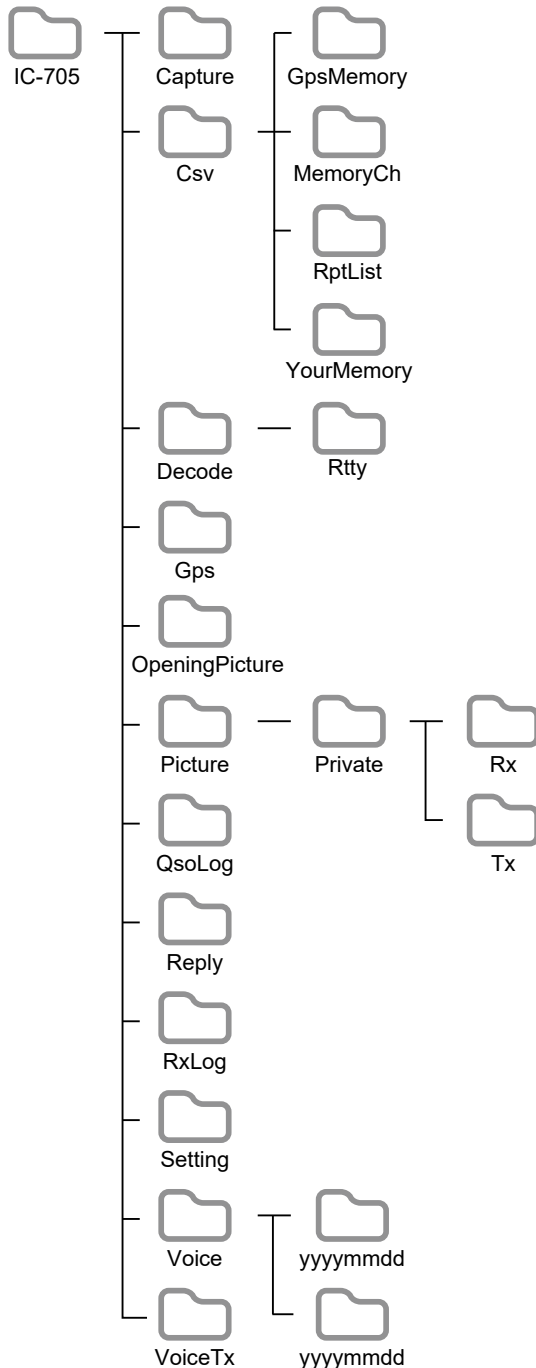 IC-705
Capture
GpsMemory
Csv
MemoryCh
RptList
YourMemory
Decode
Rtty
Gps
OpeningPicture
Picture
Private
Rx
QsoLog
Tx
Reply
RxLog
Setting
Voice
yyyymmdd
VoiceTx
yyyymmdd